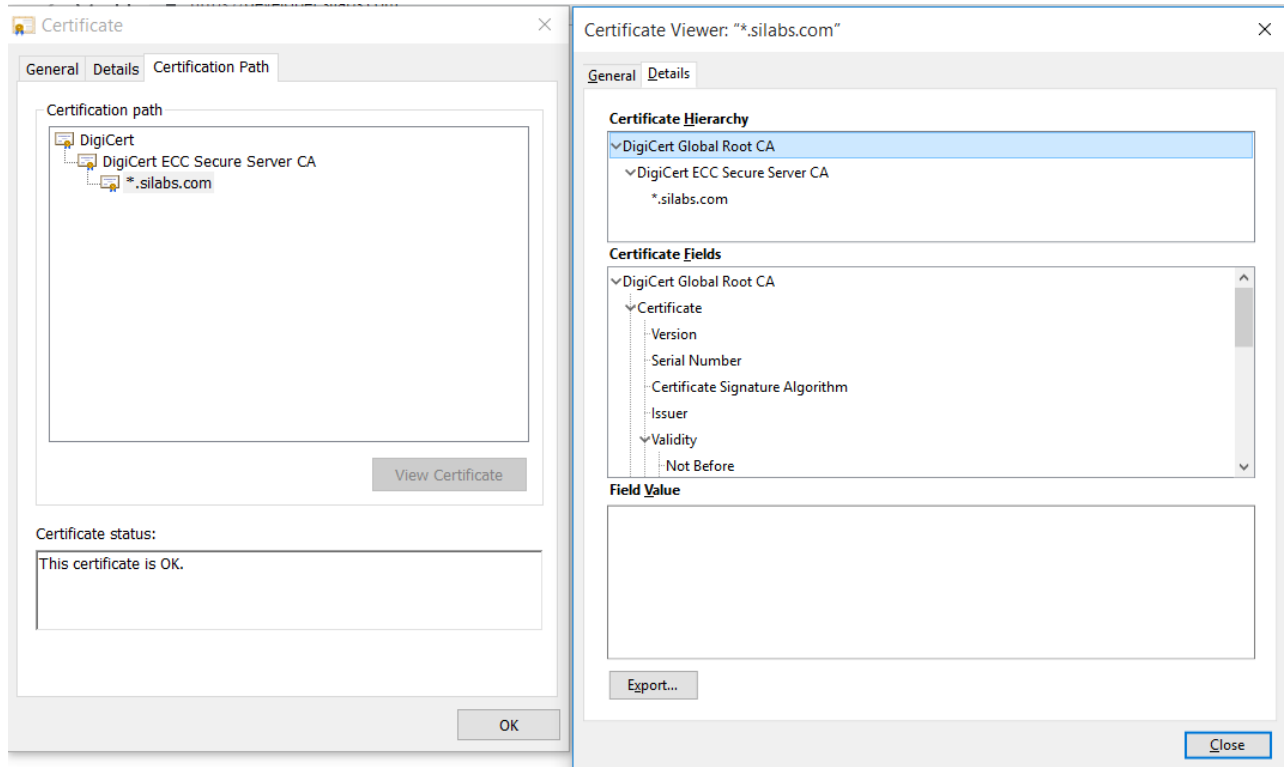 Certificate
General Details Certification Path
Certification path
DigiCert
DigiCert ECC Secure Server CA
*.silabs.com
View Certificate
Certificate status:
This certificate is OK.
OK
Certificate Viewer: “*.silabs.com”
General Details
Certificate Hierarchy
DigiCert Global Root CA
DigiCert ECC Secure Server CA
*.silabs.com
Certificate Fields
DigiCert Global Root CA
Certificate
Version
Serial Number
Certificate Signature Algorithm
Issuer
Validity
Not Before
Field Value
Export...
Close